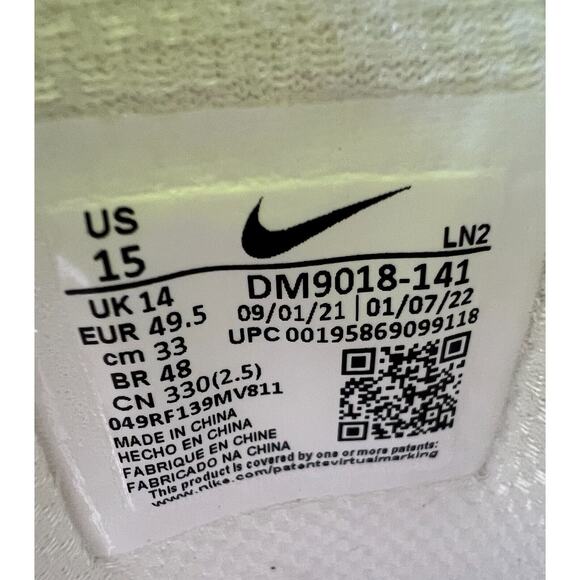 US
15
LN2
UK 14
EUR 49.5
cm 33
BR 48
CN 330(2.5)
DM9018-141
09/01/21 | 01/07/22
UPC 00195869099118
049RF139MV811
MADE IN CHINA
HECHO EN CHINA
FABRIQUE EN CHINE
FABRICADO NA CHINA
This product is covered by one or more patents:
www.nike.com/patentsvirtualmarking